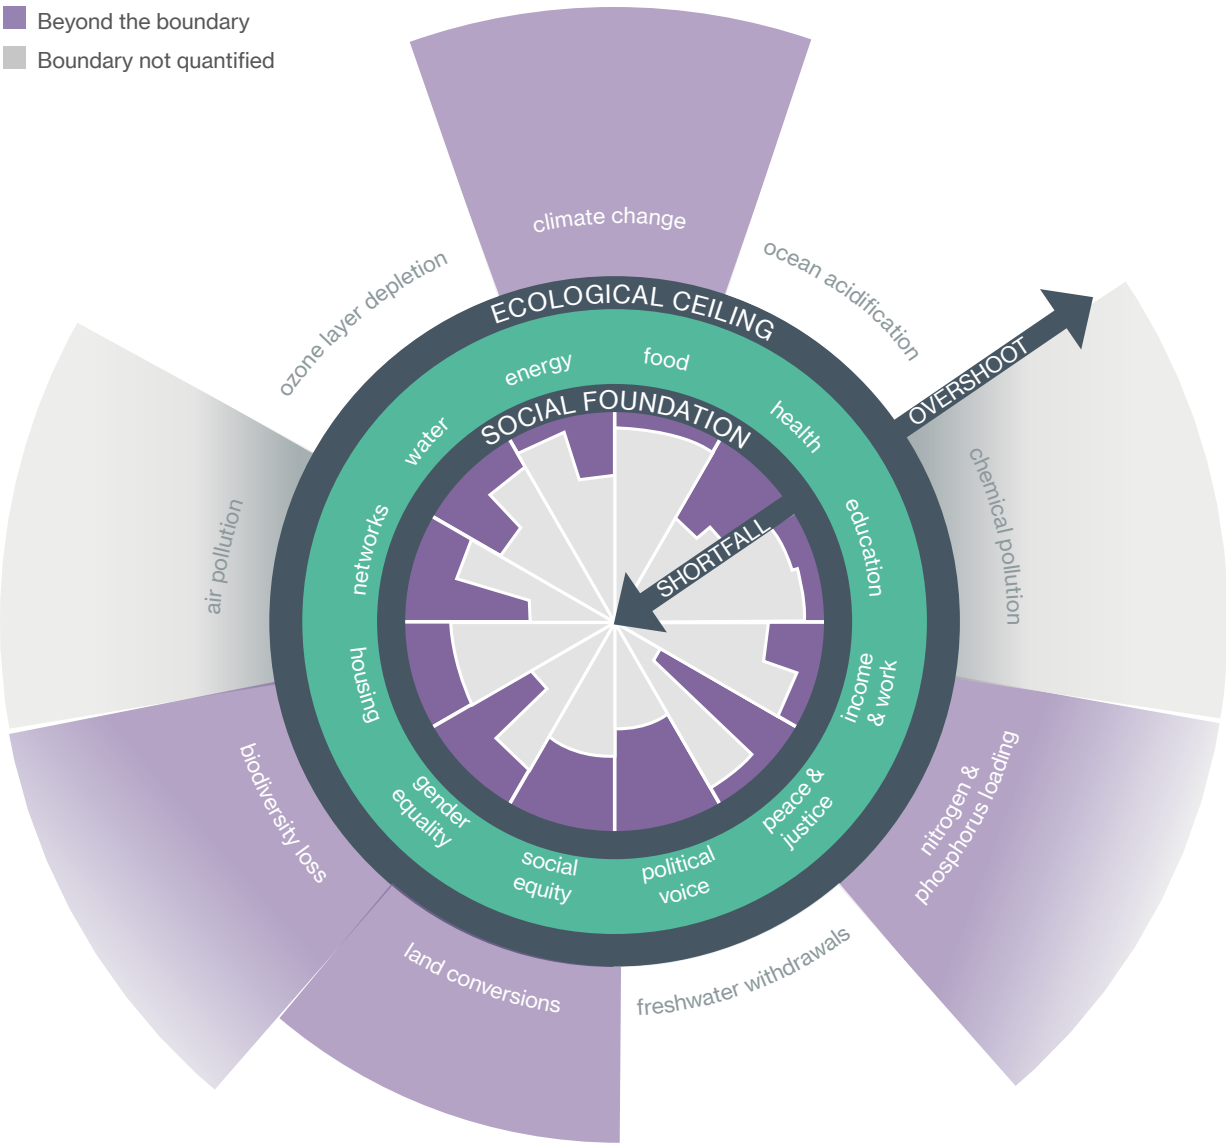 Beyond the boundary
Boundary not quantified
climate change
ocean acidification
chemical pollution
nitrogen &
phosphorus loading
freshwater withdrawals
land conversions
biodiversity loss
air pollution
ozone layer depletion
OVERSHOOT
ECOLOGICAL CEILING
energy
food
health
education
income
& work
peace &
justice
political
voice
social
equity
gender
equality
housing
networks
water
SOCIAL FOUNDATION
SHORTFALL